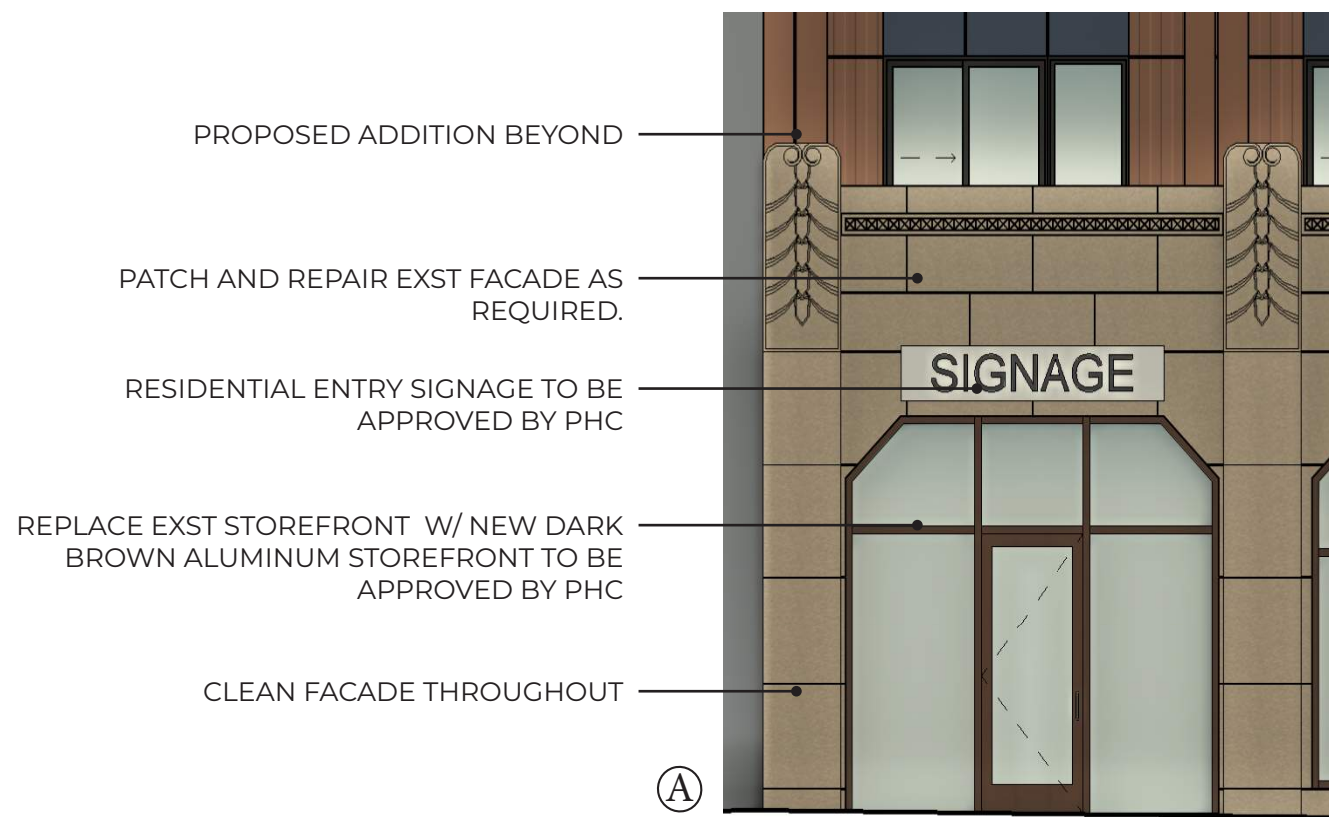 PROPOSED ADDITION BEYOND
PATCH AND REPAIR EXST FACADE AS
REQUIRED.
SIGNAGE
RESIDENTIAL ENTRY SIGNAGE TO BE
APPROVED BY PHC
REPLACE EXST STOREFRONT W/ NEW DARK
BROWN ALUMINUM STOREFRONT TO BE
APPROVED BY PHC
CLEAN FACADE THROUGHOUT
A